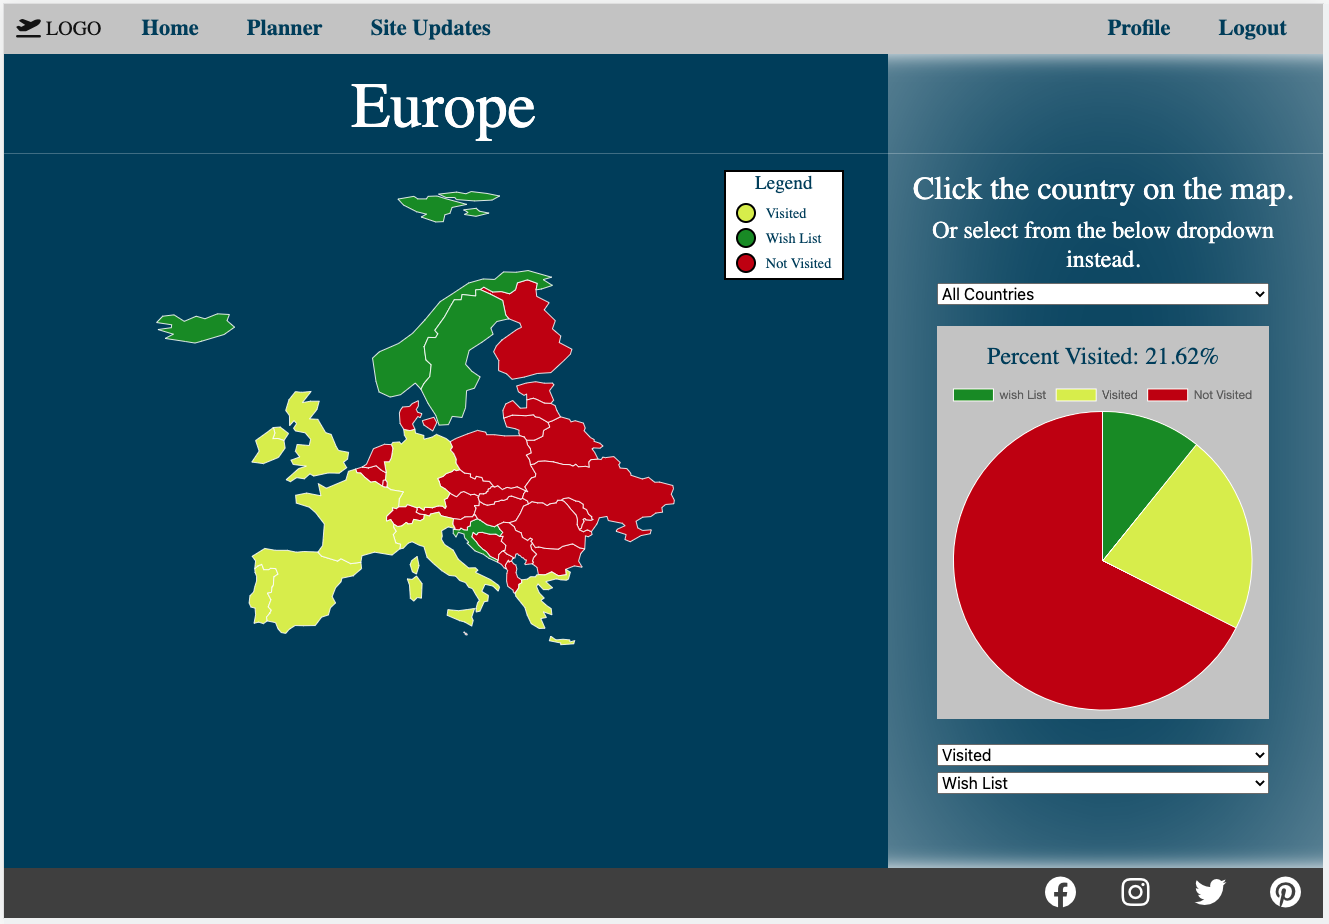 LOGO Home Planner Site Updates Profile Logout
Europe
Legend
Visited
Wish List
Not Visited
Click the country on the map.
Or select from the below dropdown
instead.
All Countries
Percent Visited: 21.62%
wish List Visited Not Visited
Visited
Wish List